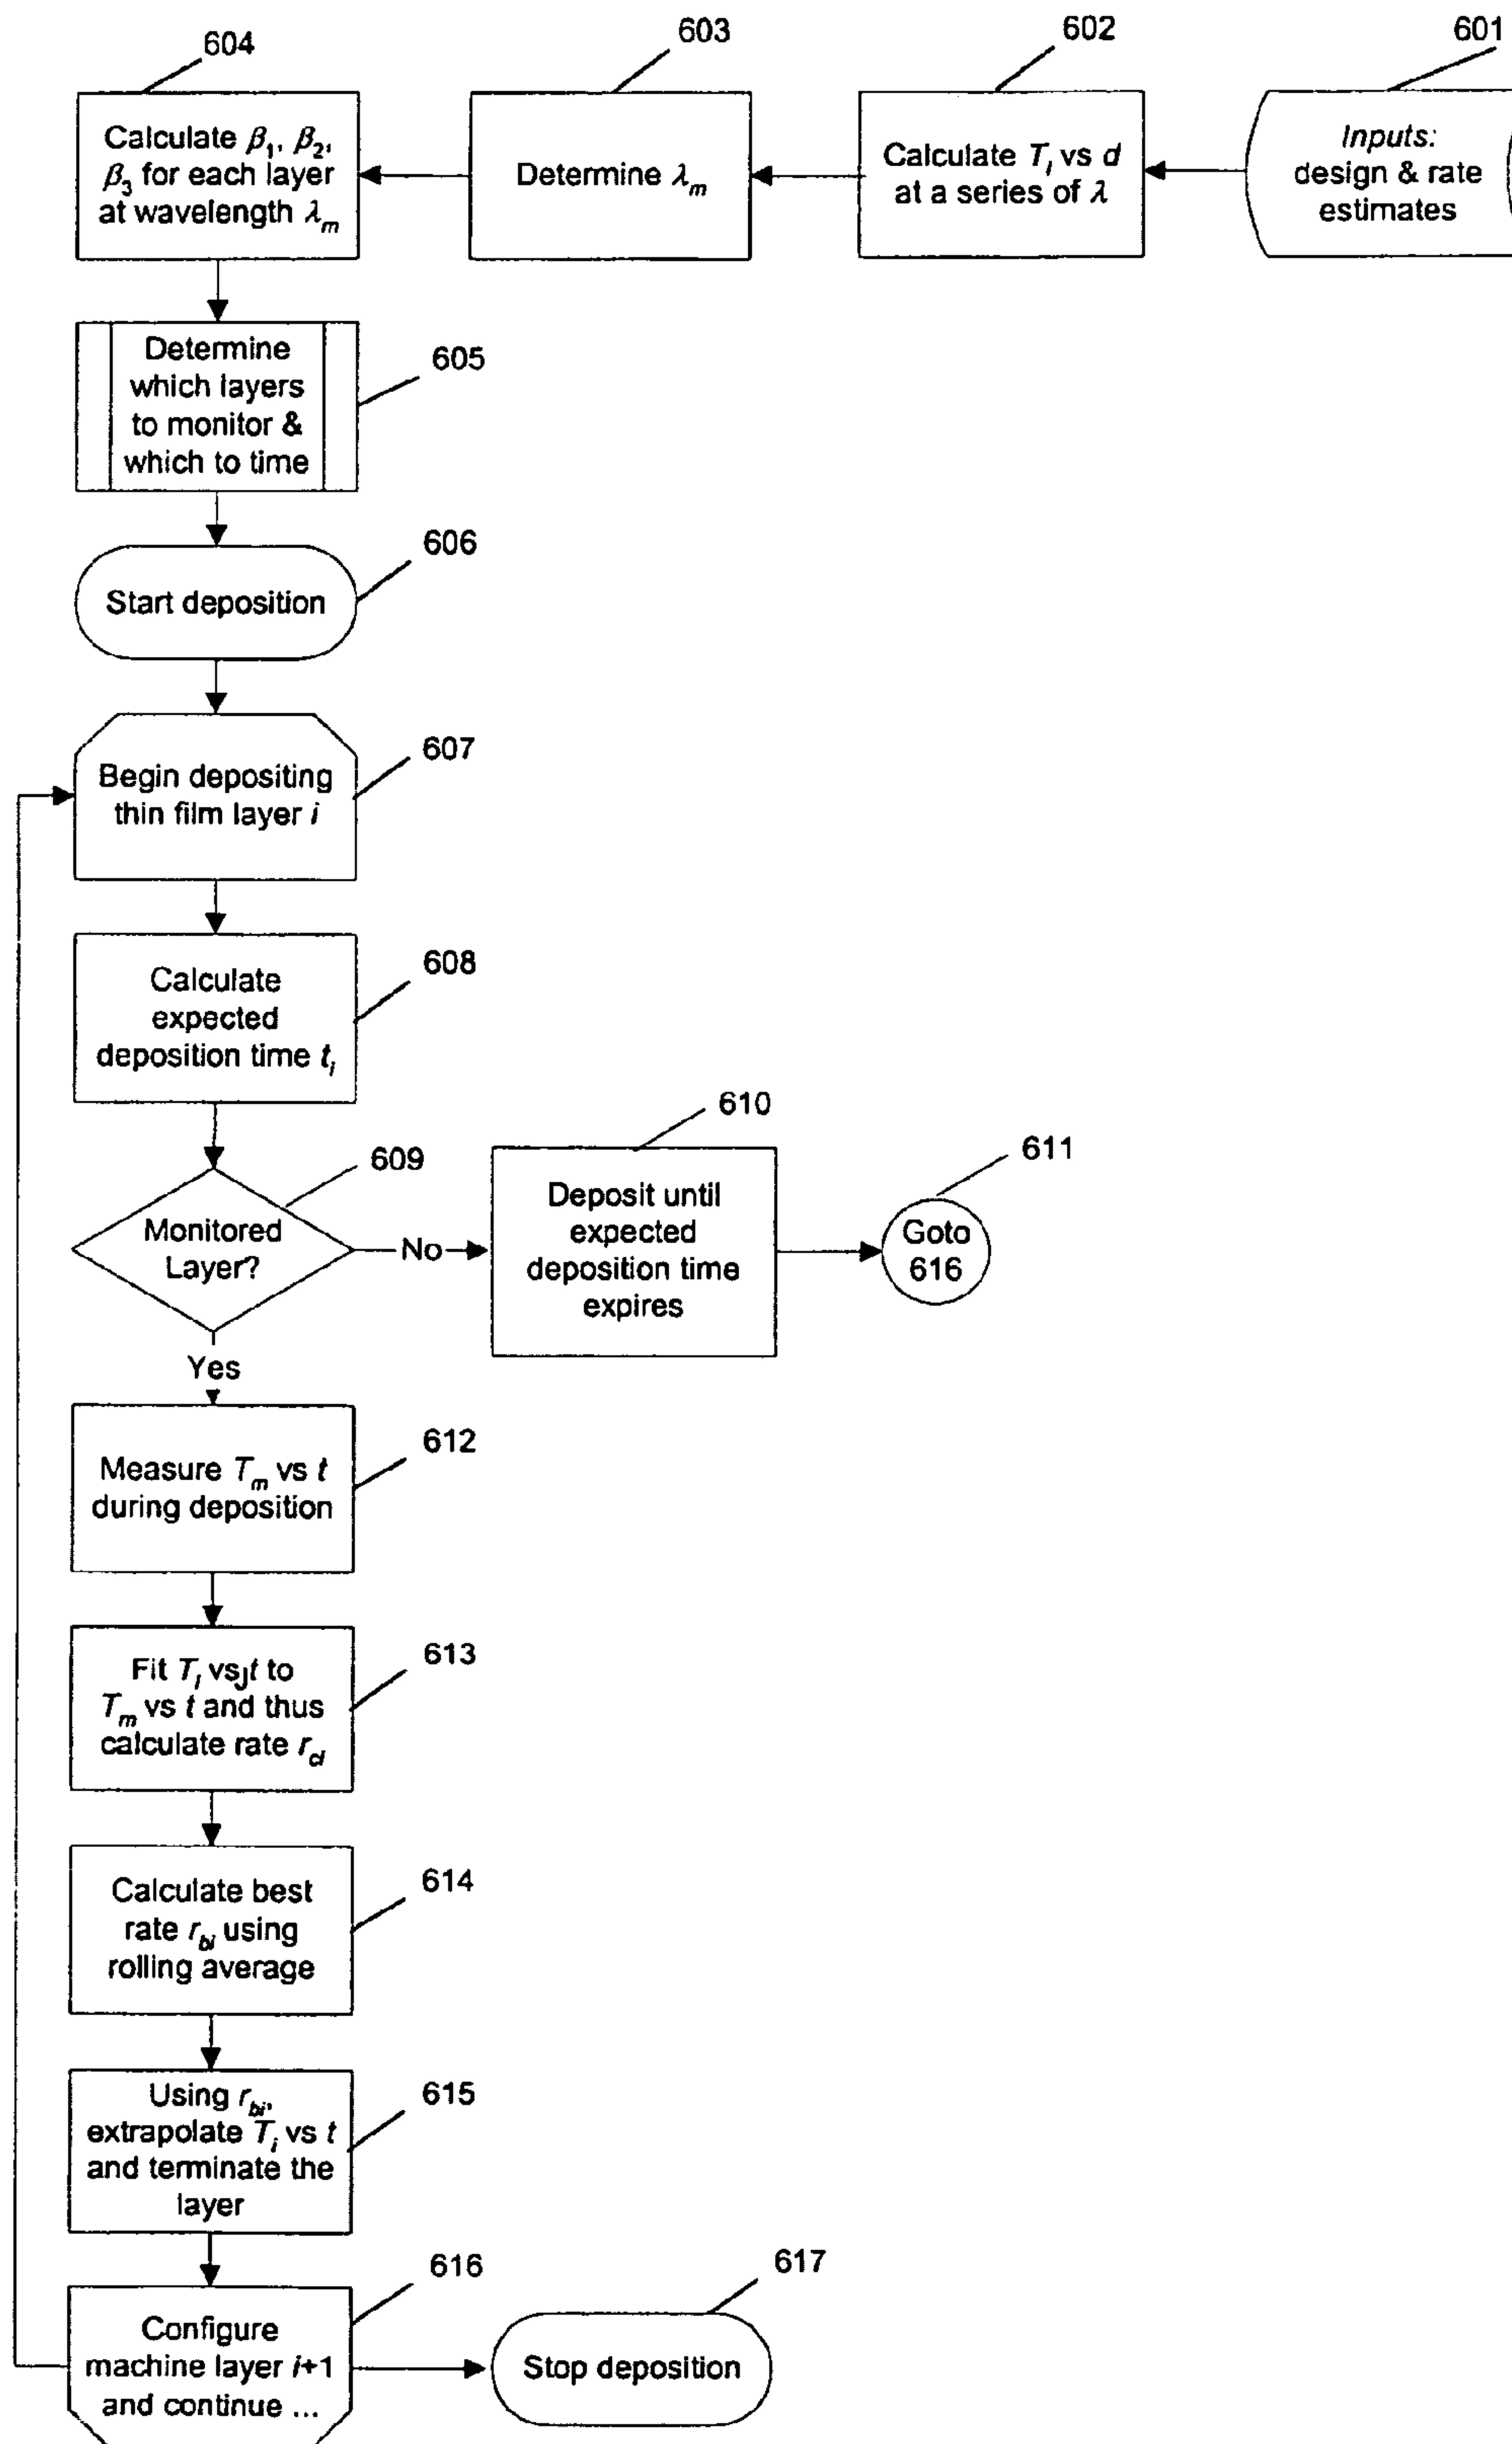 604
603
602
601
Calculate β1, β2,
β3 for each layer
at wavelength λm
Determine λm
Calculate Ti vs d
at a series of λ
Inputs:
design & rate
estimates
Determine
which layers
to monitor &
which to time
605
606
Start deposition
607
Begin depositing
thin film layer i
608
Calculate
expected
deposition time ti
609
Monitored
Layer?
No
610
Deposit until
expected
deposition time
expires
611
Goto
616
Yes
612
Measure Tm vs t
during deposition
613
Fit Ti vs t to
Tm vs t and thus
calculate rate rci
614
Calculate best
rate rbi using
rolling average
615
Using rbi,
extrapolate Ti vs t
and terminate the
layer
616
Configure
machine layer i+1
and continue ...
617
Stop deposition